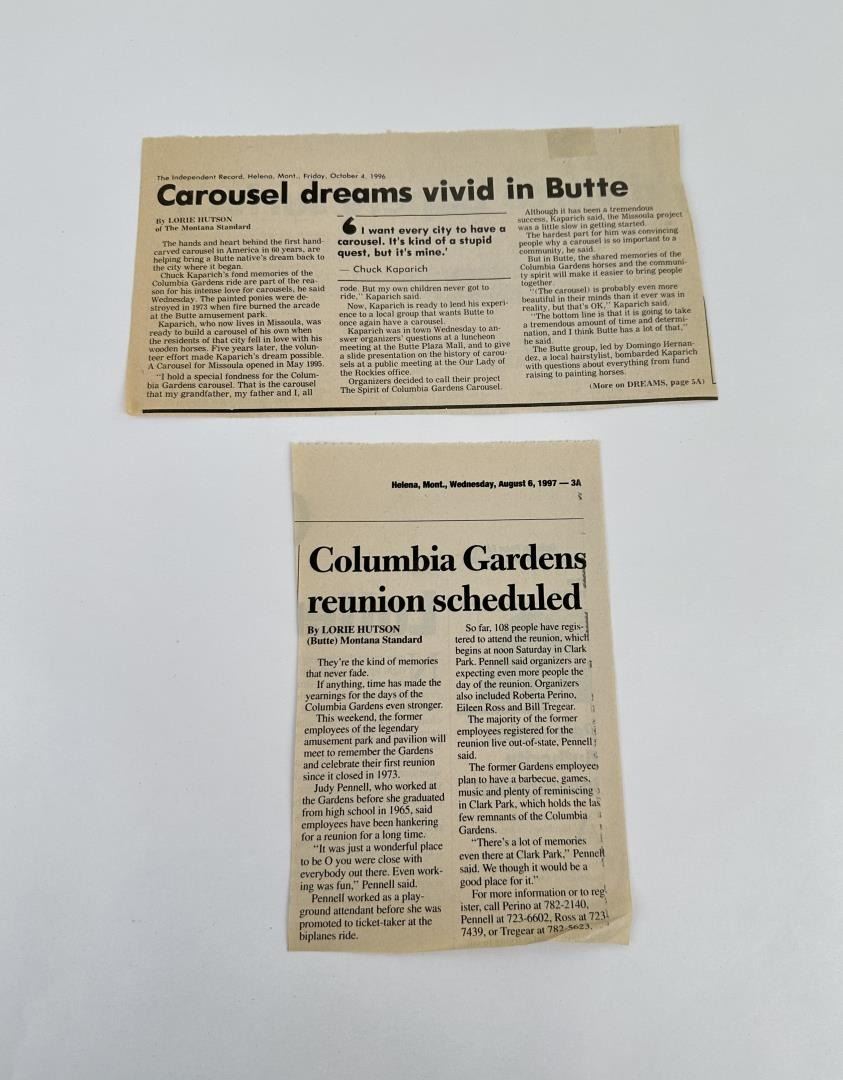 The Independent Record, Helena, Mont., Friday, October 4, 1996
Carousel dreams vivid in Butte
By LORIE HUTSON
of The Montana Standard
The hands and heart behind the first hand-
carved carousel in America in 60 years, are
helping bring a Butte native's dream back to
the city where it began.
Chuck Kaparich's fond memories of the
Columbia Gardens ride are part of the rea-
son for his intense love for carousels, he said
Wednesday. The painted ponies were de-
stroyed in 1973 when fire burned the arcade
at the Butte amusement park.
Kaparich, who now lives in Missoula, was
ready to build a carousel of his own when
the residents of that city fell in love with his
wooden horses. Five years later, the volun-
teer effort made Kaparich's dream possible.
A Carousel for Missoula opened in May 1995.
"I hold a special fondness for the Colum-
bia Gardens carousel. That is the carousel
that my grandfather, my father and I, all
‘I want every city to have a
carousel. It's kind of a stupid
quest, but it's mine.’
— Chuck Kaparich
rode. But my own children never got to
ride," Kaparich said.
Now, Kaparich is ready to lend his experi-
ence to a local group that wants Butte to
once again have a carousel.
Kaparich was in town Wednesday to an-
swer organizers' questions at a luncheon
meeting at the Butte Plaza Mall, and to give
a slide presentation on the history of carou-
sels at a public meeting at the Our Lady of
the Rockies office.
Organizers decided to call their project
The Spirit of Columbia Gardens Carousel.
Although it has been a tremendous
success, Kaparich said, the Missoula project
was a little slow in getting started.
The hardest part for him was convincing
people why a carousel is so important to a
community, he said.
But in Butte, the shared memories of the
Columbia Gardens horses and the communi-
ty spirit will make it easier to bring people
together.
"(The carousel) is probably even more
beautiful in their minds than it ever was in
reality, but that's OK," Kaparich said.
"The bottom line is that it is going to take
a tremendous amount of time and determi-
nation, and I think Butte has a lot of that,"
he said.
The Butte group, led by Domingo Hernan-
dez, a local hairstylist, bombarded Kaparich
with questions about everything from fund
raising to painting horses.
(More on DREAMS, page 5A)
Helena, Mont., Wednesday, August 6, 1997 — 3A
Columbia Gardens
reunion scheduled
By LORIE HUTSON
(Butte) Montana Standard
They're the kind of memories
that never fade.
If anything, time has made the
yearnings for the days of the
Columbia Gardens even stronger.
This weekend, the former
employees of the legendary
amusement park and pavilion will
meet to remember the Gardens
and celebrate their first reunion
since it closed in 1973.
Judy Pennell, who worked at
the Gardens before she graduated
from high school in 1965, said
employees have been hankering
for a reunion for a long time.
"It was just a wonderful place
to be O you were close with
everybody out there. Even work-
ing was fun," Pennell said.
Pennell worked as a play-
ground attendant before she was
promoted to ticket-taker at the
biplanes ride.
So far, 108 people have regis-
tered to attend the reunion, which
begins at noon Saturday in Clark
Park. Pennell said organizers are
expecting even more people the
day of the reunion. Organizers
also included Roberta Perino,
Eileen Ross and Bill Tregear.
The majority of the former
employees registered for the
reunion live out-of-state, Pennell
said.
The former Gardens employees
plan to have a barbecue, games,
music and plenty of reminiscing
in Clark Park, which holds the las
few remnants of the Columbia
Gardens.
"There's a lot of memories
even there at Clark Park," Pennell
said. We though it would be a
good place for it."
For more information or to reg
ister, call Perino at 782-2140,
Pennell at 723-6602, Ross at 723
7439, or Tregear at 782-5623.